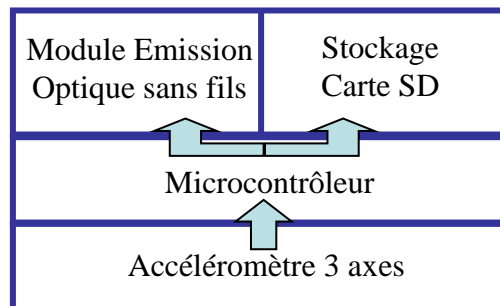 Module Emission
Optique sans fils
Stockage
Carte SD
Microcontrôleur
Accéléromètre 3 axes